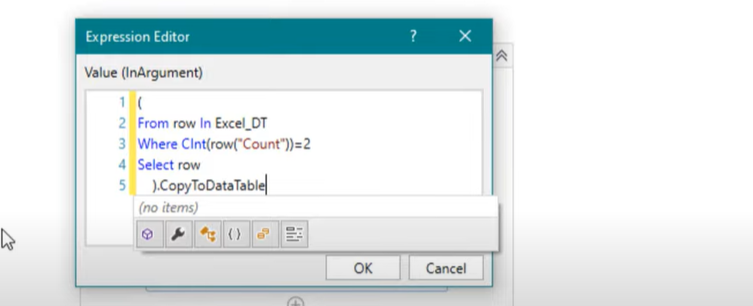 Expression Editor
?
Value (InArgument)
1 (
2 From row In Excel_DT
3 Where CInt(row("Count"))=2
4 Select row
5 ).CopyToDataTable
(no items)
{ }
OK
Cancel